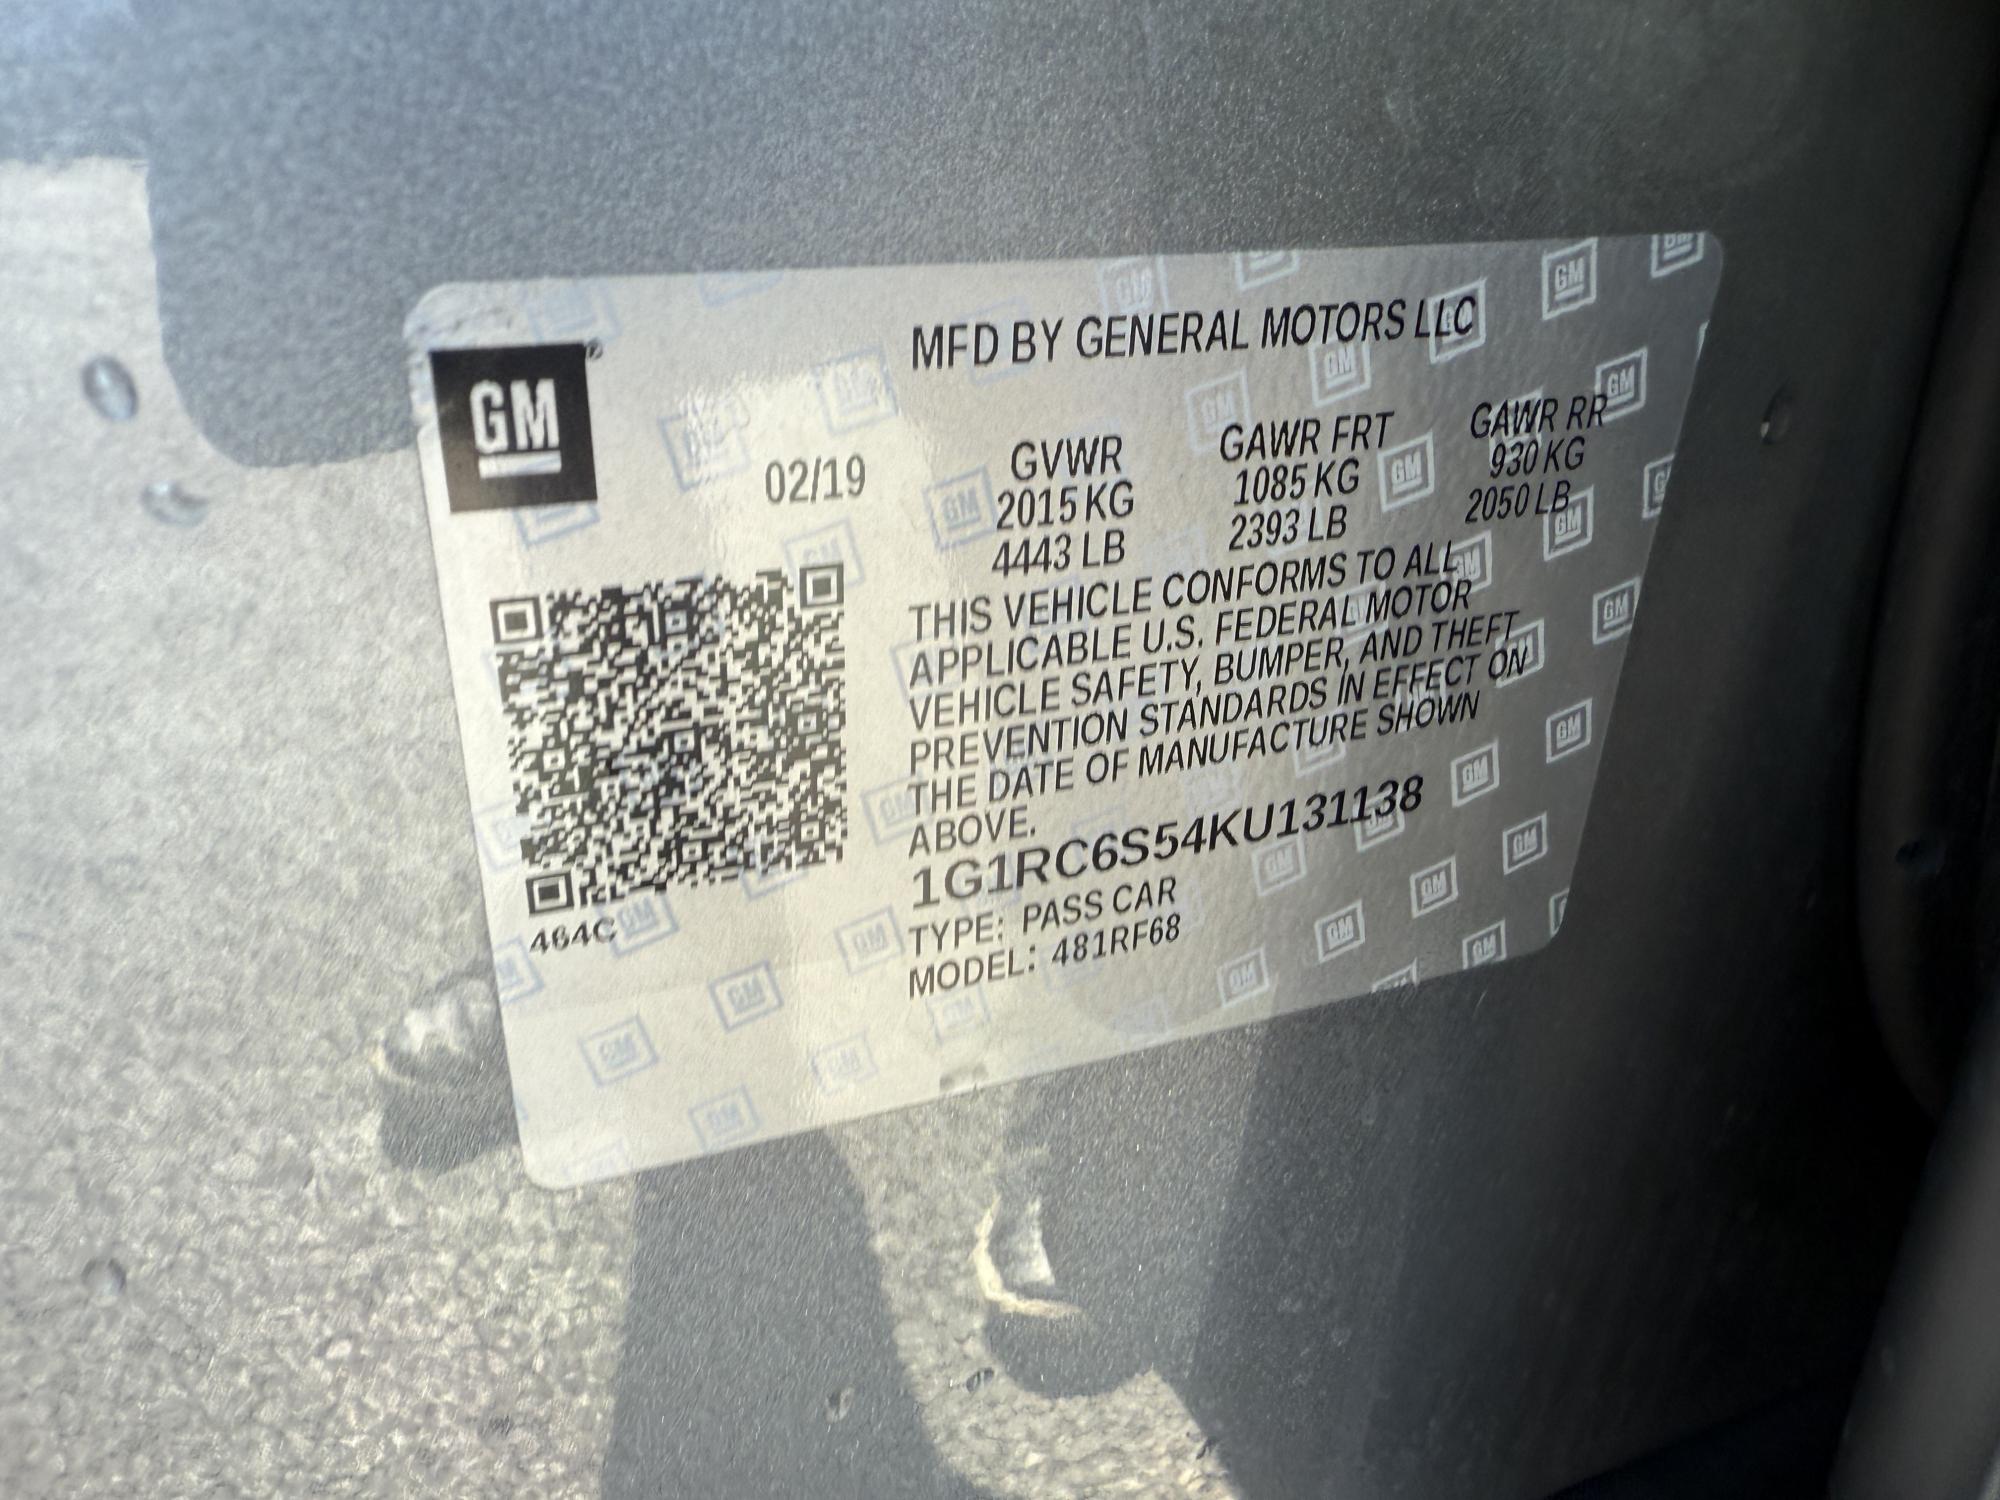 MFD BY GENERAL MOTORS LLC
GM
02/19
GVWR GAWR FRT GAWR RR
2015 KG 1085 KG 930 KG
4443 LB 2393 LB 2050 LB
THIS VEHICLE CONFORMS TO ALL
APPLICABLE U.S. FEDERAL MOTOR
VEHICLE SAFETY, BUMPER, AND THEFT
PREVENTION STANDARDS IN EFFECT ON
THE DATE OF MANUFACTURE SHOWN
ABOVE.
1G1RC6S54KU131138
TYPE: PASS CAR
MODEL: 481RF68
464C